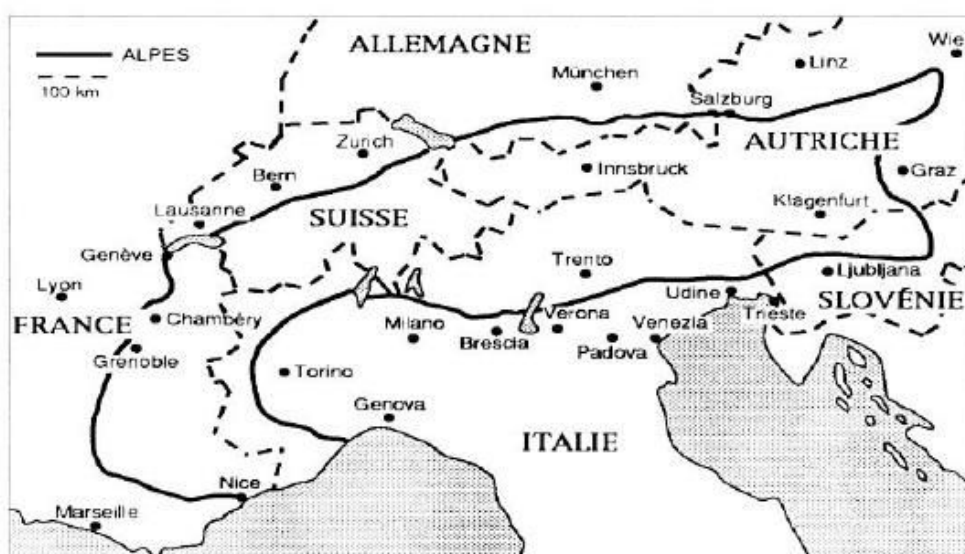 ALPES
100 km
ALLEMAGNE
Wie
Linz
München
Salzburg
Zurich
AUTRICHE
Innsbruck
Graz
Bern
Klagenfurt
Lausanne
SUISSE
Genève
Trento
Ljubljana
Lyon
Udine
SLOVÉNIE
FRANCE
Chambéry
Milano
Verona
Venezia
Trieste
Brescia
Padova
Grenoble
Torino
Genova
ITALIE
Nice
Marseille